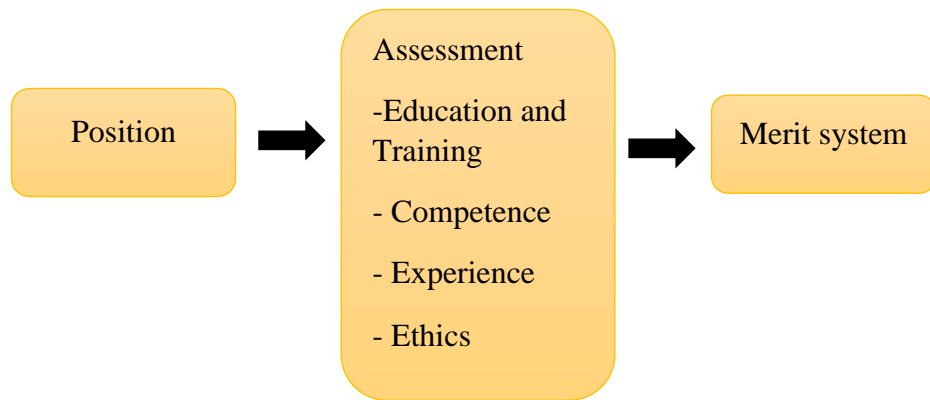 Position
Assessment
-Education and
Training
- Competence
- Experience
- Ethics
Merit system